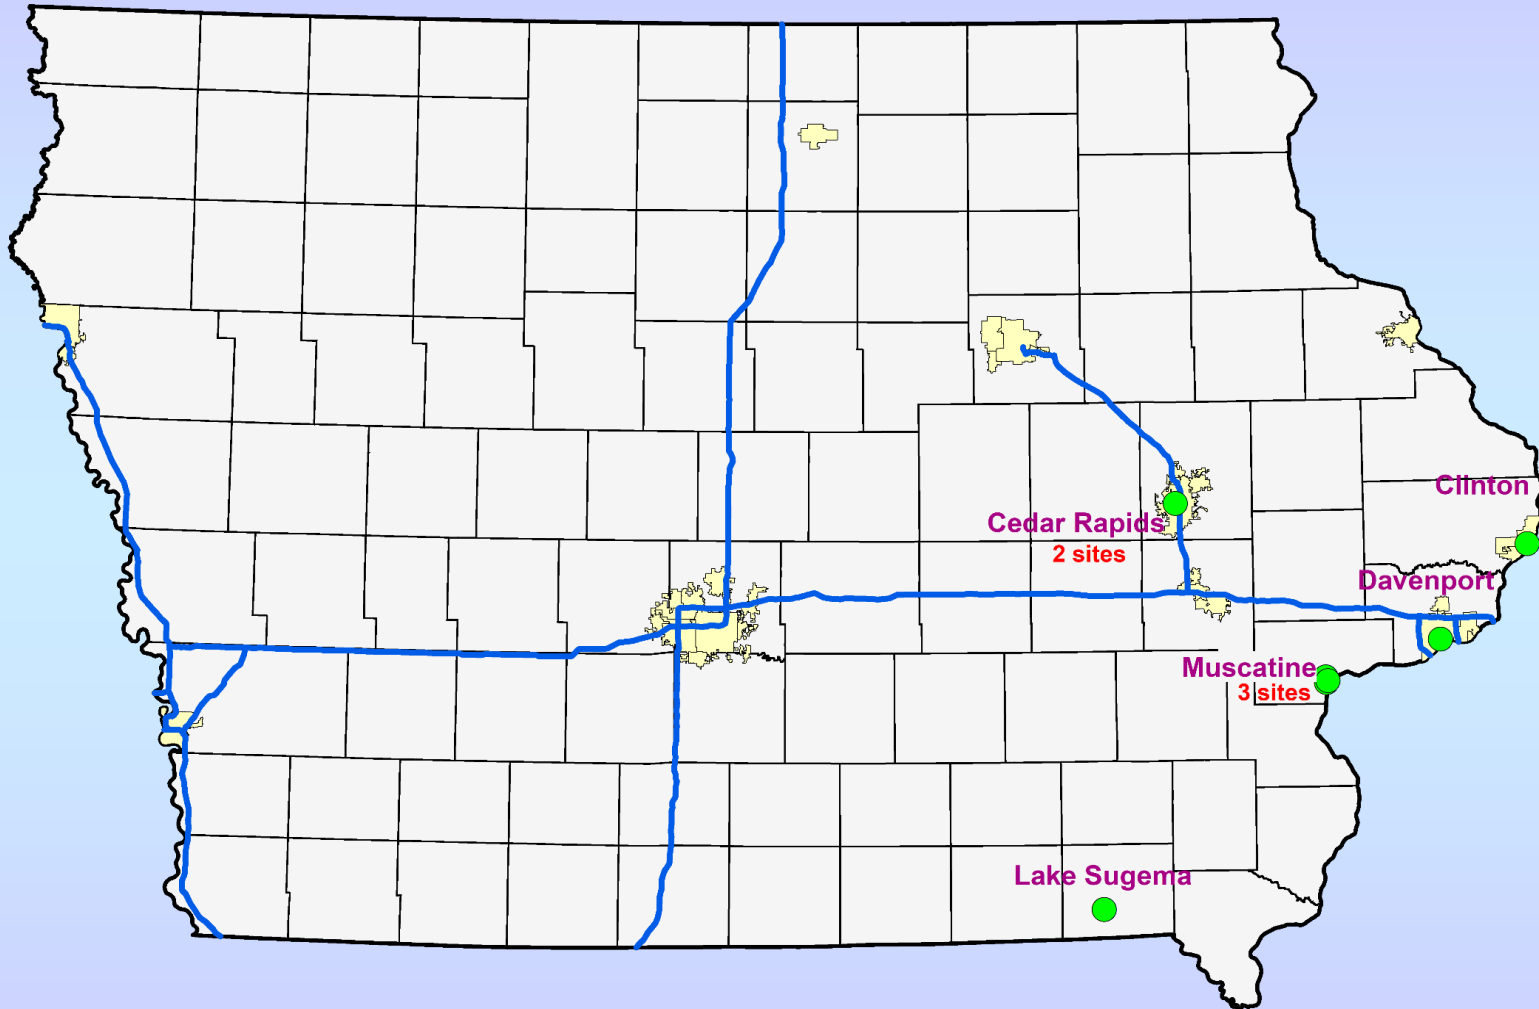 Clinton
Cedar Rapids
2 sites
Davenport
Muscatine
3 sites
Lake Sugema